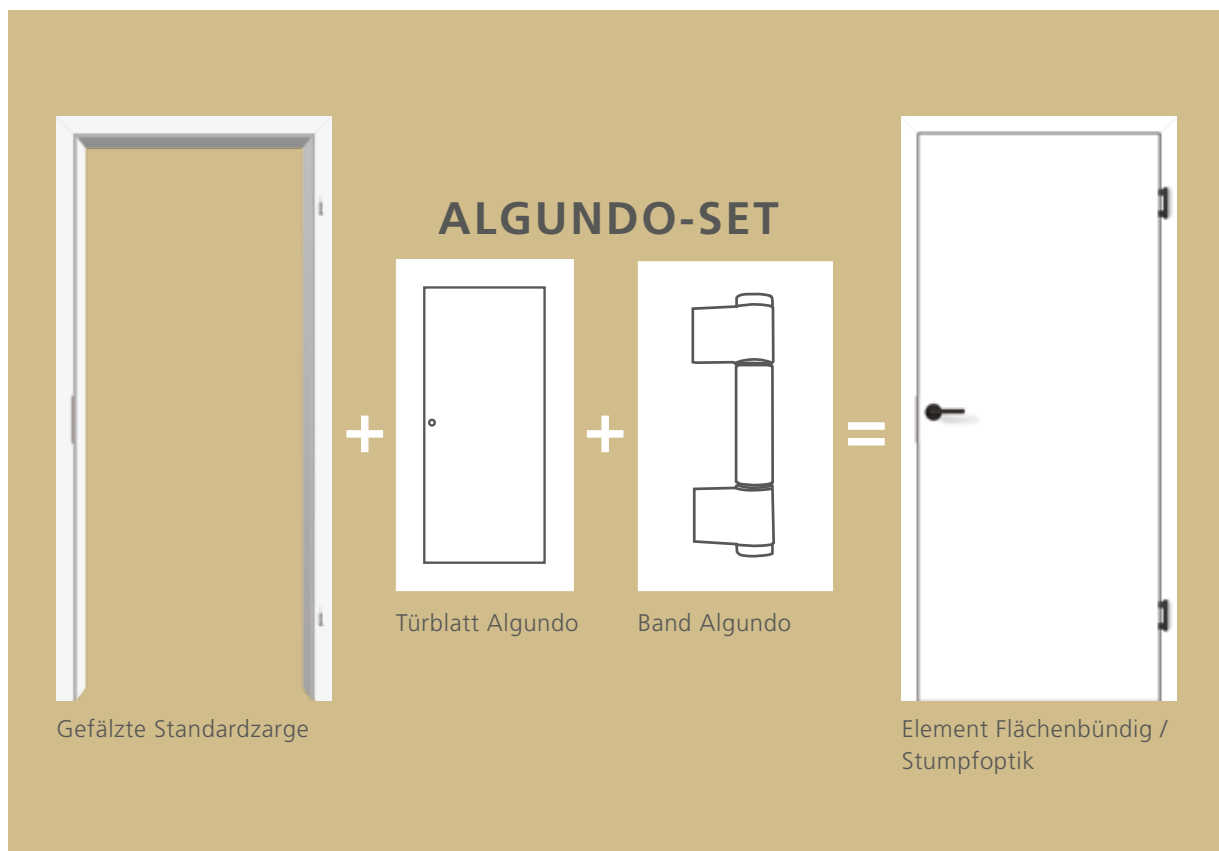 ALGUNDO-SET
+
+
=
Türblatt Algundo
Band Algundo
Gefälzte Standardzarge
Element Flächenbündig /
Stumpfoptik